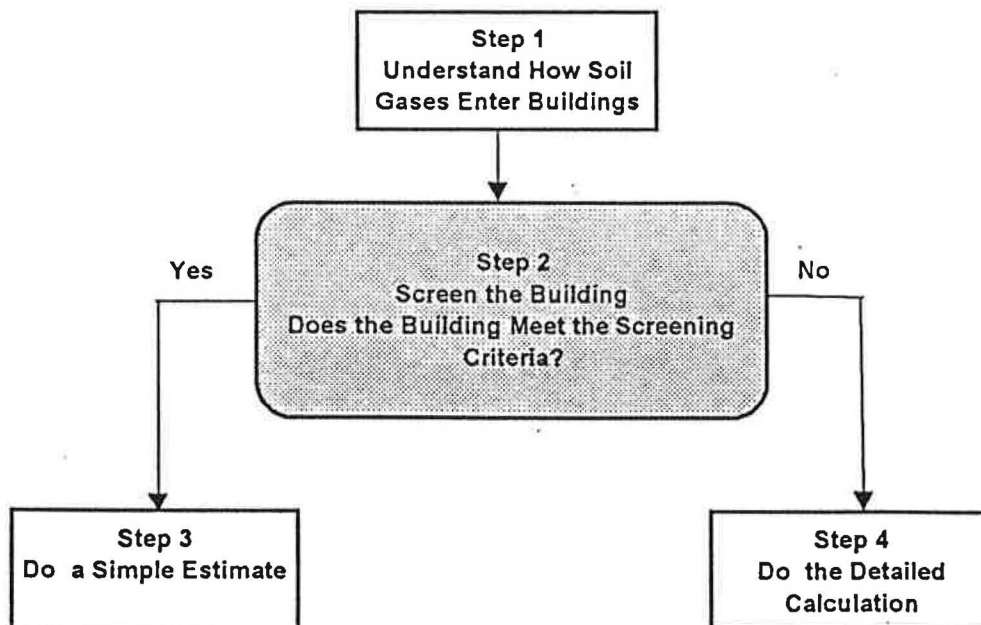 Step 1
Understand How Soil
Gases Enter Buildings
Yes
No
Step 2
Screen the Building
Does the Building Meet the Screening
Criteria?
Step 3
Do a Simple Estimate
Step 4
Do the Detailed
Calculation